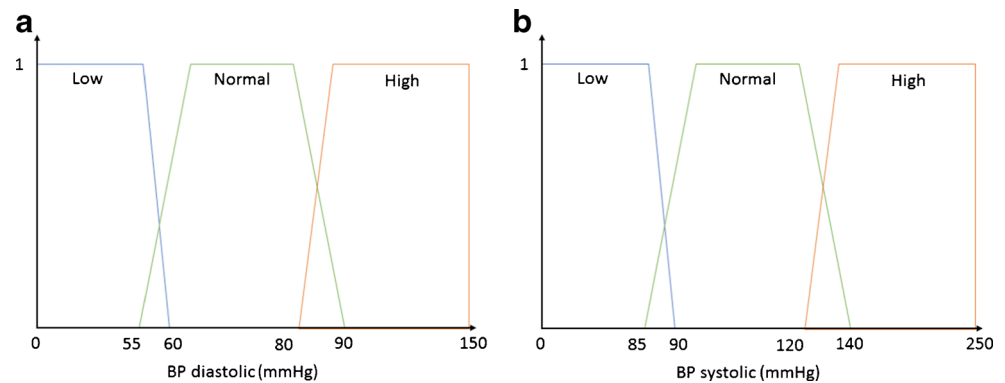 a
1
Low
Normal
High
0
55
60
80
90
150
BP diastolic (mmHg)
b
1
Low
Normal
High
0
85
90
120
140
250
BP systolic (mmHg)